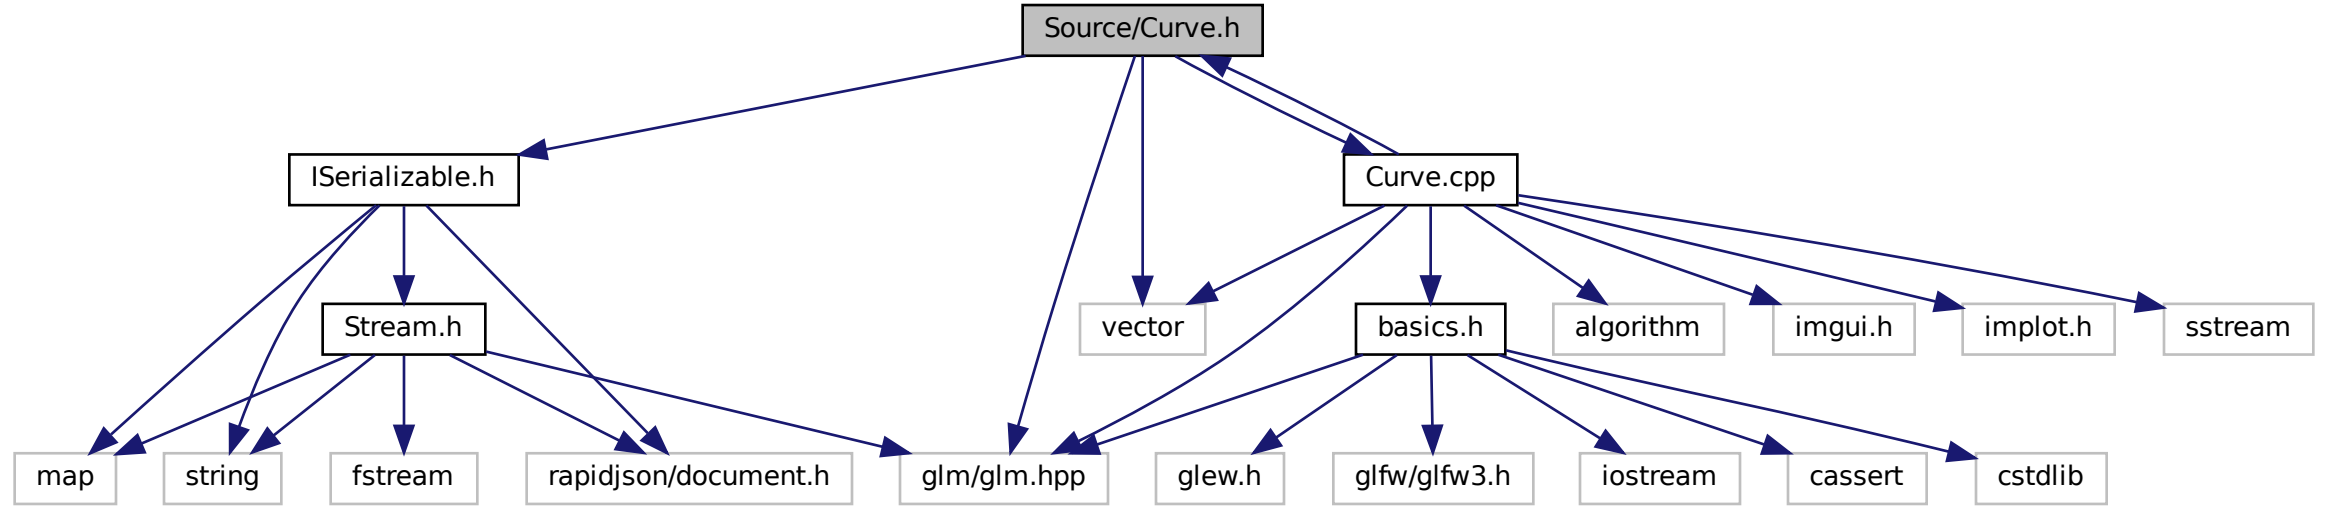 Source/Curve.h
ISerializable.h
Curve.cpp
Stream.h
vector
basics.h
algorithm
imgui.h
implot.h
sstream
map
string
fstream
rapidjson/document.h
glm/glm.hpp
glew.h
glfw/glfw3.h
iostream
cassert
cstdlib